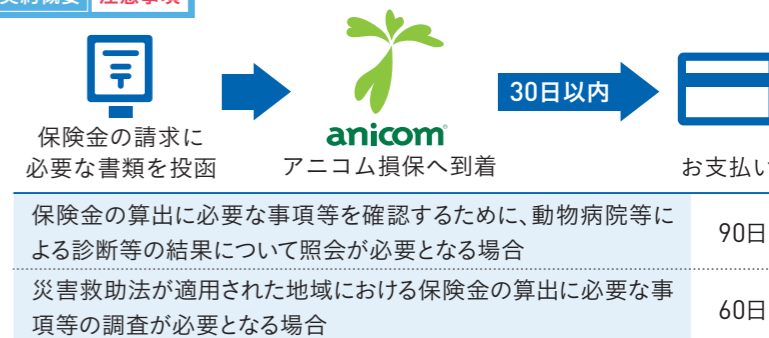 契約概要 注意事項
30日以内
anicom
保険金の請求に
必要な書類を投函
アニコム損保へ到着
お支払い
保険金の算出に必要な事項等を確認するために、動物病院等に
よる診断等の結果について照会が必要となる場合
90日
災害救助法が適用された地域における保険金の算出に必要な事
項等の調査が必要となる場合
60日